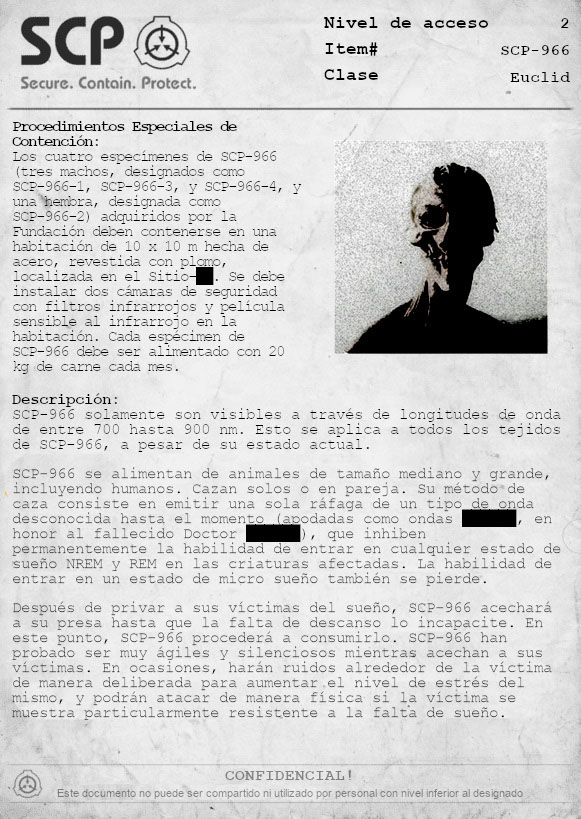 SCP
Secure. Contain. Protect.
Nivel de acceso 2
Item# SCP-966
Clase Euclid
Procedimientos Especiales de
Contención:
Los cuatro especímenes de SCP-966
(tres machos, designados como
SCP-966-1, SCP-966-3, y SCP-966-4, y
una hembra, designada como
SCP-966-2) adquiridos por la
Fundación deben contenerse en una
habitación de 10 x 10 m hecha de
acero, revestida con plomo,
localizada en el Sitio-██. Se debe
instalar dos cámaras de seguridad
con filtros infrarrojos y película
sensible al infrarrojo en la
habitación. Cada espécimen de
SCP-966 debe ser alimentado con 20
kg de carne cada mes.
Descripción:
SCP-966 solamente son visibles a través de longitudes de onda
de entre 700 hasta 900 nm. Esto se aplica a todos los tejidos
de SCP-966, a pesar de su estado actual.
SCP-966 se alimentan de animales de tamaño mediano y grande,
incluyendo humanos. Cazan solos o en pareja. Su método de
caza consiste en emitir una sola ráfaga de un tipo de onda
desconocida hasta el momento (apodadas como ondas ██████, en
honor al fallecido Doctor ██████), que inhiben
permanentemente la habilidad de entrar en cualquier estado de
sueño NREM y REM en las criaturas afectadas. La habilidad de
entrar en un estado de micro sueño también se pierde.
Después de privar a sus víctimas del sueño, SCP-966 acechará
a su presa hasta que la falta de descanso lo incapacite. En
este punto, SCP-966 procederá a consumirlo. SCP-966 han
probado ser muy ágiles y silenciosos mientras acechan a sus
víctimas. En ocasiones, harán ruidos alrededor de la víctima
de manera deliberada para aumentar el nivel de estrés del
mismo, y podrán atacar de manera física si la víctima se
muestra particularmente resistente a la falta de sueño.
CONFIDENCIAL!
Este documento no puede ser compartido ni utilizado por personal con nivel inferior al designado